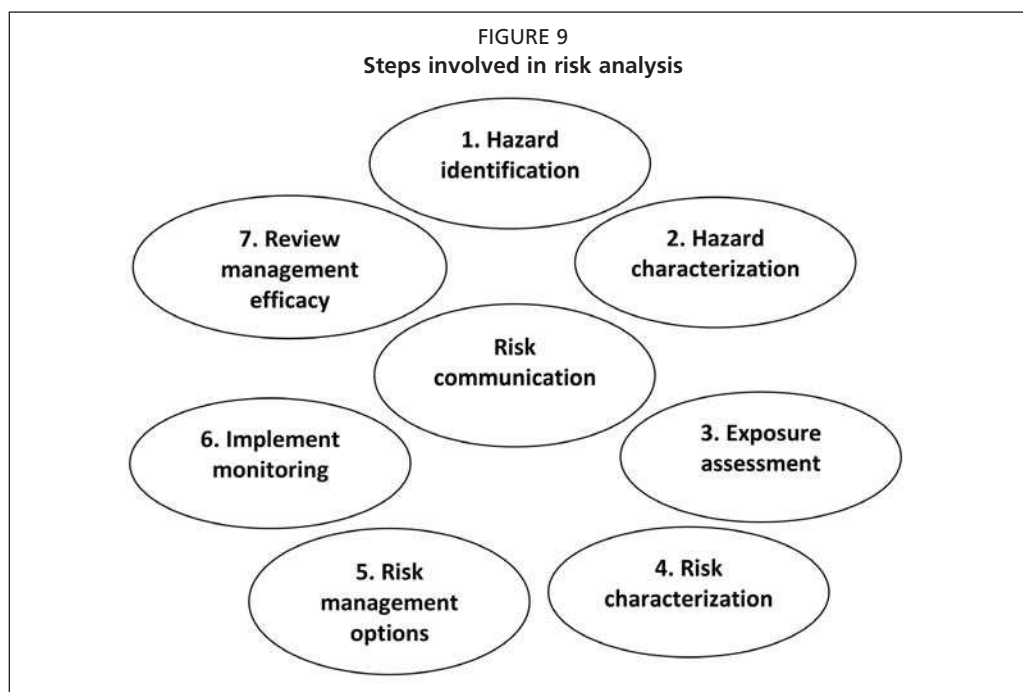 FIGURE 9
Steps involved in risk analysis
1. Hazard
identification
2. Hazard
characterization
3. Exposure
assessment
4. Risk
characterization
5. Risk
management
options
6. Implement
monitoring
7. Review
management
efficacy
Risk
communication